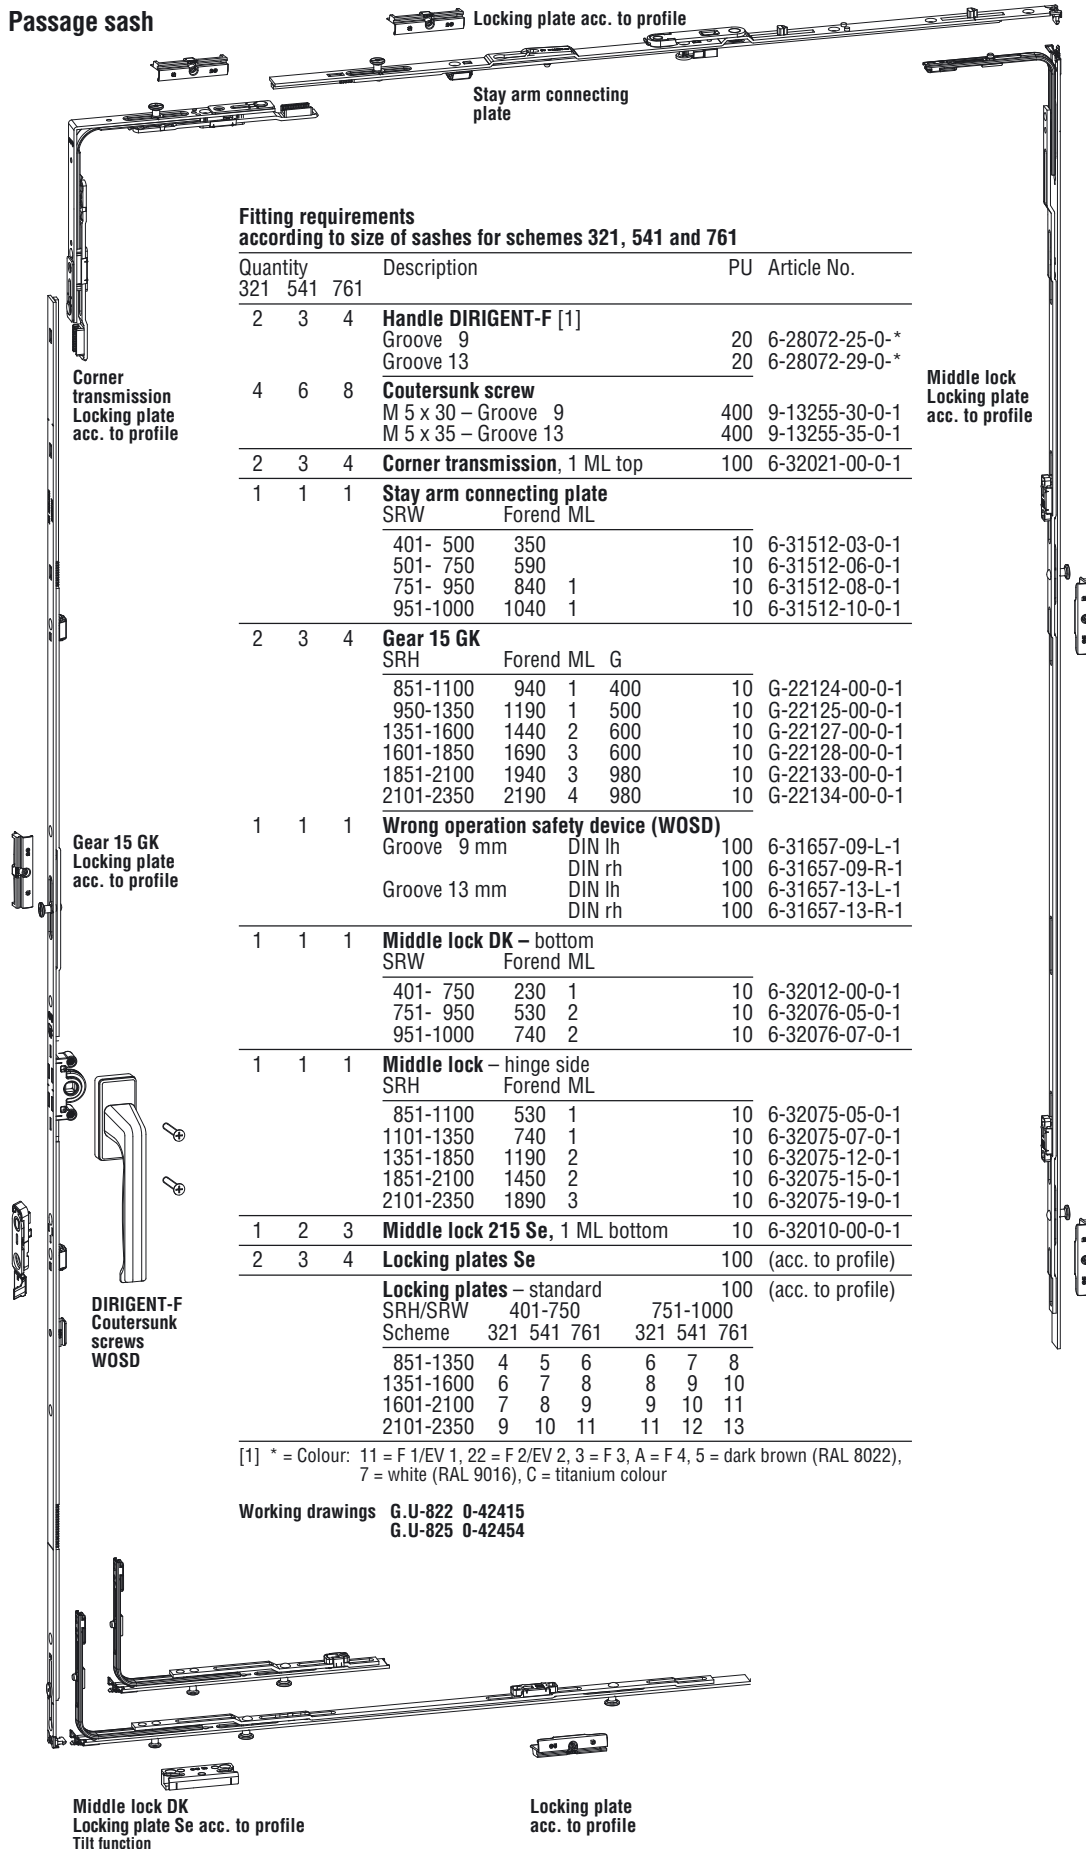 Passage sash
Locking plate acc. to profile
Stay arm connecting
plate
Fitting requirements
according to size of sashes for schemes 321, 541 and 761
Quantity Description PU Article No.
321 541 761
2 3 4 Handle DIRIGENT-F [1]
Groove 9 20 6-28072-25-0-*
Groove 13 20 6-28072-29-0-*
4 6 8 Coutersunk screw
M 5 x 30 – Groove 9 400 9-13255-30-0-1
M 5 x 35 – Groove 13 400 9-13255-35-0-1
2 3 4 Corner transmission, 1 ML top 100 6-32021-00-0-1
1 1 1 Stay arm connecting plate
SRW Forend ML
401- 500 350 10 6-31512-03-0-1
501- 750 590 10 6-31512-06-0-1
751- 950 840 1 10 6-31512-08-0-1
951-1000 1040 1 10 6-31512-10-0-1
2 3 4 Gear 15 GK
SRH Forend ML G
851-1100 940 1 400 10 G-22124-00-0-1
950-1350 1190 1 500 10 G-22125-00-0-1
1351-1600 1440 2 600 10 G-22127-00-0-1
1601-1850 1690 3 600 10 G-22128-00-0-1
1851-2100 1940 3 980 10 G-22133-00-0-1
2101-2350 2190 4 980 10 G-22134-00-0-1
1 1 1 Wrong operation safety device (WOSD)
Groove 9 mm DIN lh 100 6-31657-09-L-1
DIN rh 100 6-31657-09-R-1
Groove 13 mm DIN lh 100 6-31657-13-L-1
DIN rh 100 6-31657-13-R-1
1 1 1 Middle lock DK – bottom
SRW Forend ML
401- 750 230 1 10 6-32012-00-0-1
751- 950 530 2 10 6-32076-05-0-1
951-1000 740 2 10 6-32076-07-0-1
1 1 1 Middle lock – hinge side
SRH Forend ML
851-1100 530 1 10 6-32075-05-0-1
1101-1350 740 1 10 6-32075-07-0-1
1351-1850 1190 2 10 6-32075-12-0-1
1851-2100 1450 2 10 6-32075-15-0-1
2101-2350 1890 3 10 6-32075-19-0-1
1 2 3 Middle lock 215 Se, 1 ML bottom 10 6-32010-00-0-1
2 3 4 Locking plates Se 100 (acc. to profile)
Locking plates – standard 100 (acc. to profile)
SRH/SRW 401-750 751-1000
Scheme 321 541 761 321 541 761
851-1350 4 5 6 6 7 8
1351-1600 6 7 8 8 9 10
1601-2100 7 8 9 9 10 11
2101-2350 9 10 11 11 12 13
[1] * = Colour: 11 = F 1/EV 1, 22 = F 2/EV 2, 3 = F 3, A = F 4, 5 = dark brown (RAL 8022),
7 = white (RAL 9016), C = titanium colour
Working drawings G.U-822 0-42415
G.U-825 0-42454
Corner
transmission
Locking plate
acc. to profile
Middle lock
Locking plate
acc. to profile
Gear 15 GK
Locking plate
acc. to profile
DIRIGENT-F
Coutersunk
screws
WOSD
Middle lock DK
Locking plate Se acc. to profile
Tilt function
Locking plate
acc. to profile